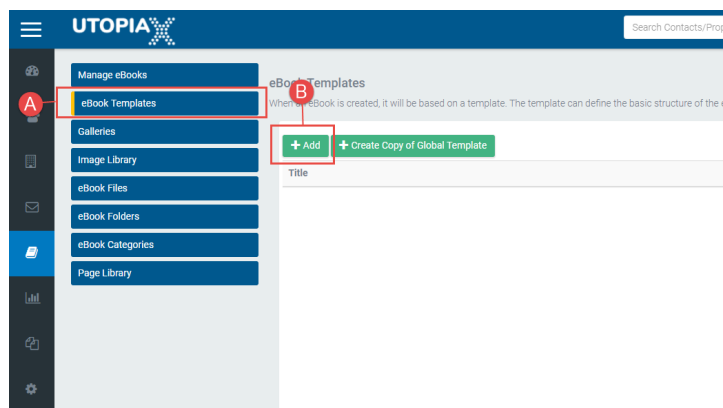 UTOPIAX
Search Contacts/Prop
Manage eBooks
eBook Templates
Galleries
Image Library
eBook Files
eBook Folders
eBook Categories
Page Library
A
B
eBook Templates
When an eBook is created, it will be based on a template. The template can define the basic structure of the e
+ Add
+ Create Copy of Global Template
Title